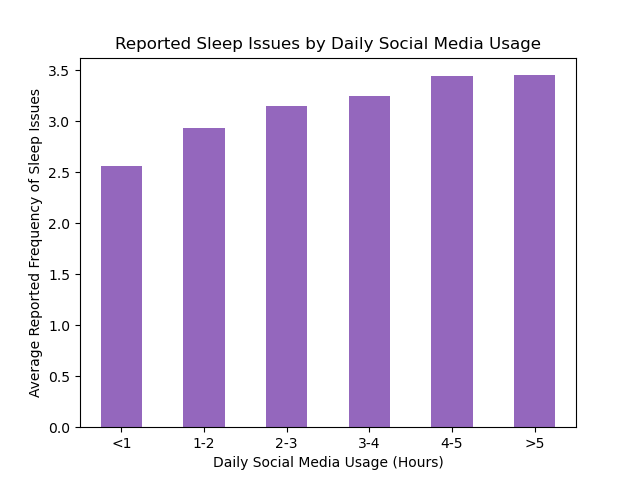 Reported Sleep Issues by Daily Social Media Usage
Average Reported Frequency of Sleep Issues
3.5
3.0
2.5
2.0
1.5
1.0
0.5
0.0
<1 1-2 2-3 3-4 4-5 >5
Daily Social Media Usage (Hours)